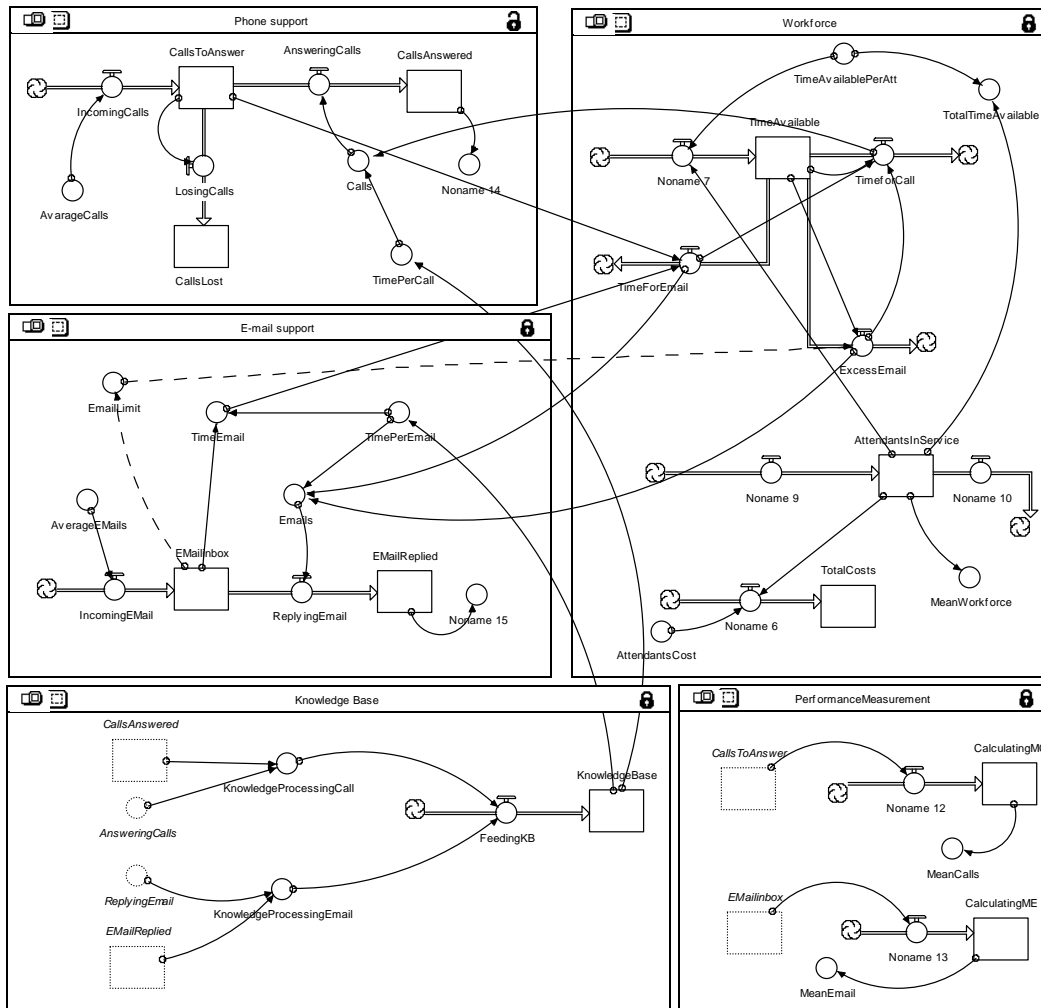 Phone support
CallsToAnswer
AnsweringCalls
CallsAnswered
IncomingCalls
LosingCalls
Calls
Noname 14
AvarageCalls
CallsLost
TimePerCall
Workforce
TimeAvailablePerAtt
TotalTimeAvailable
TimeAvailable
Noname 7
TimeforCall
TimeForEmail
ExcessEmail
AttendantsInService
Noname 9
Noname 10
TotalCosts
MeanWorkforce
Noname 6
AttendantsCost
E-mail support
EmailLimit
TimeEmail
TimePerEmail
AverageEMails
Emails
EMailinbox
EMailReplied
IncomingEMail
ReplyingEmail
Noname 15
Knowledge Base
CallsAnswered
KnowledgeProcessingCall
KnowledgeBase
AnsweringCalls
FeedingKB
ReplyingEmail
KnowledgeProcessingEmail
EMailReplied
PerformanceMeasurement
CallsToAnswer
CalculatingMC
Noname 12
MeanCalls
EMailinbox
CalculatingME
Noname 13
MeanEmail